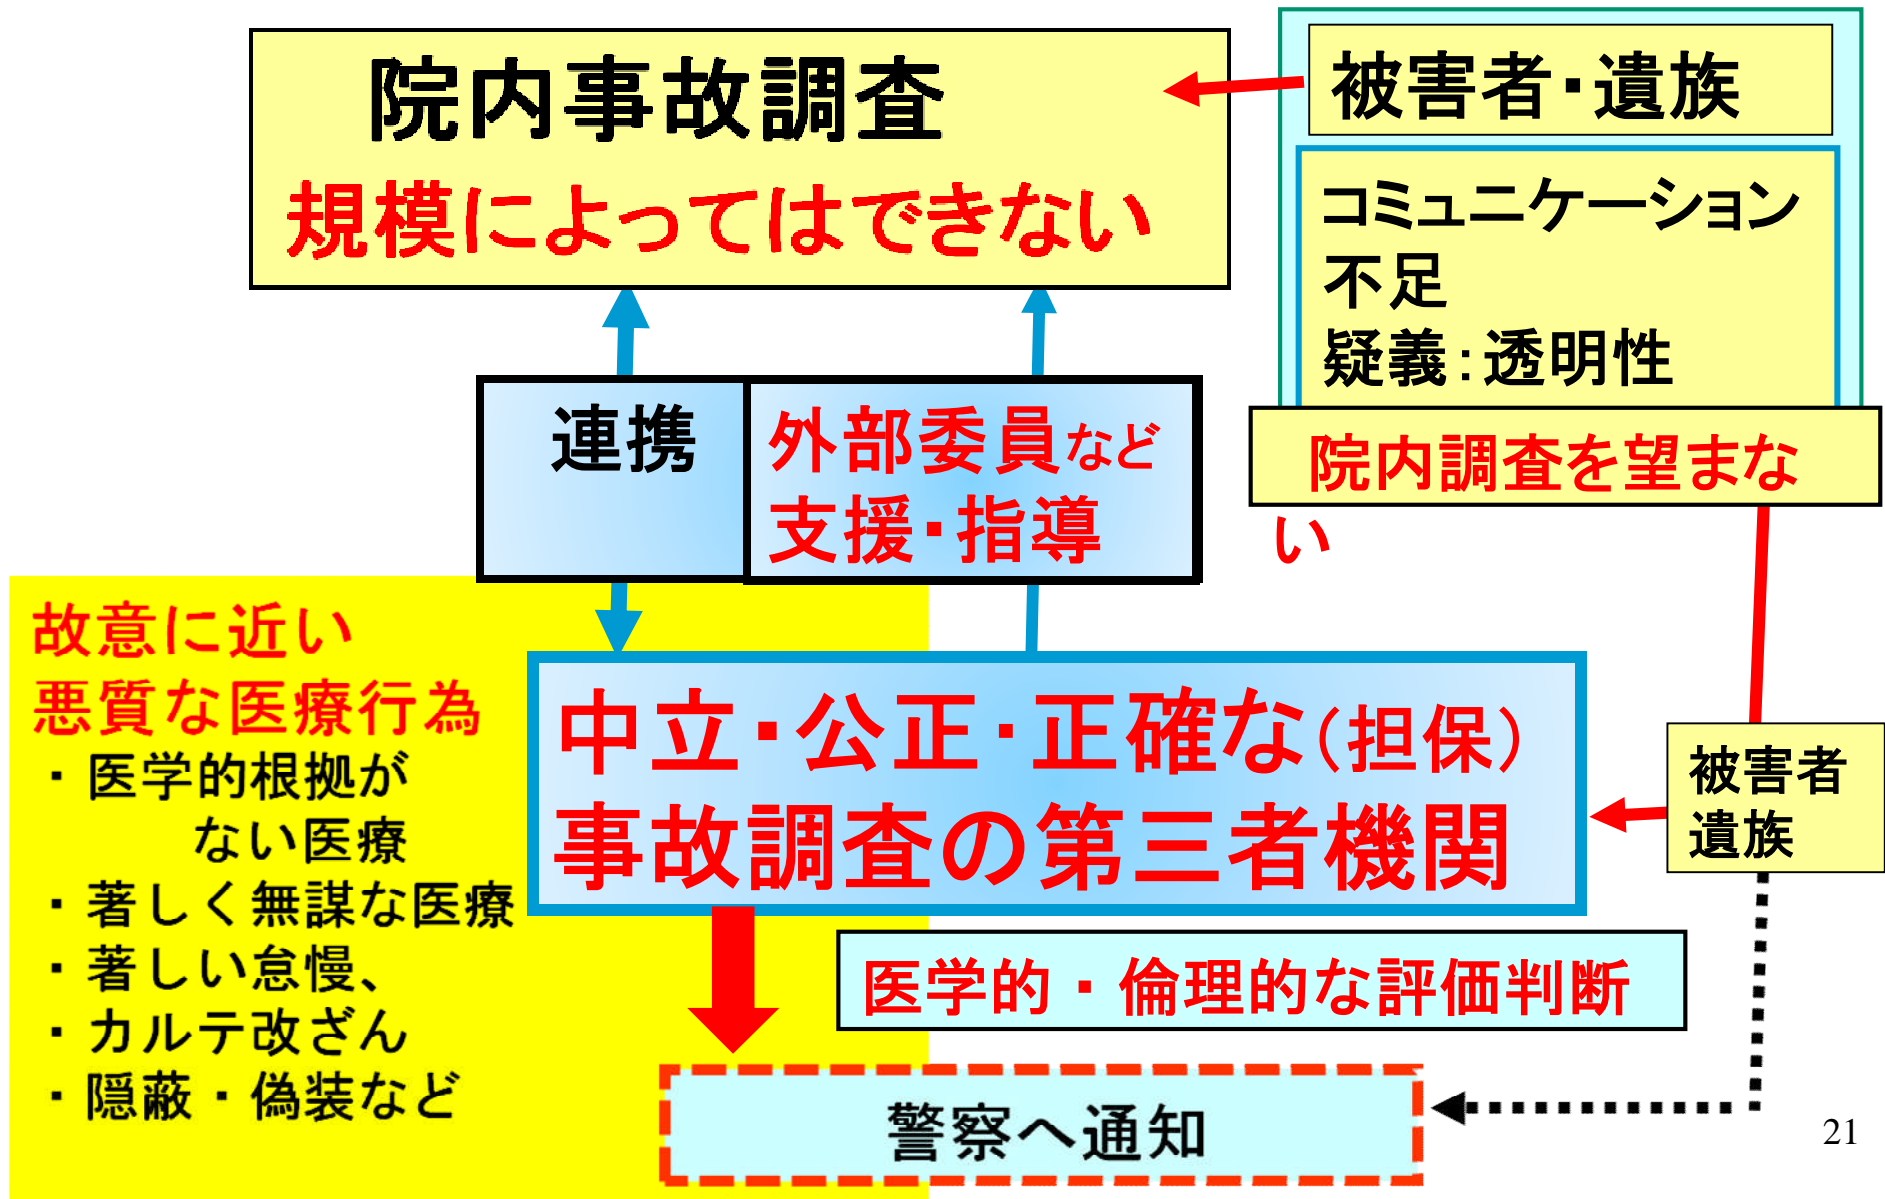 院内事故調査
規模によってはできない
被害者・遺族
コミュニケーション
不足
疑義:透明性
院内調査を望まな
い
連携
外部委員など
支援・指導
故意に近い
悪質な医療行為
・医学的根拠が
ない医療
・著しく無謀な医療
・著しい怠慢、
・カルテ改ざん
・隠蔽・偽装など
中立・公正・正確な(担保)
事故調査の第三者機関
被害者
遺族
医学的・倫理的な評価判断
警察へ通知
21